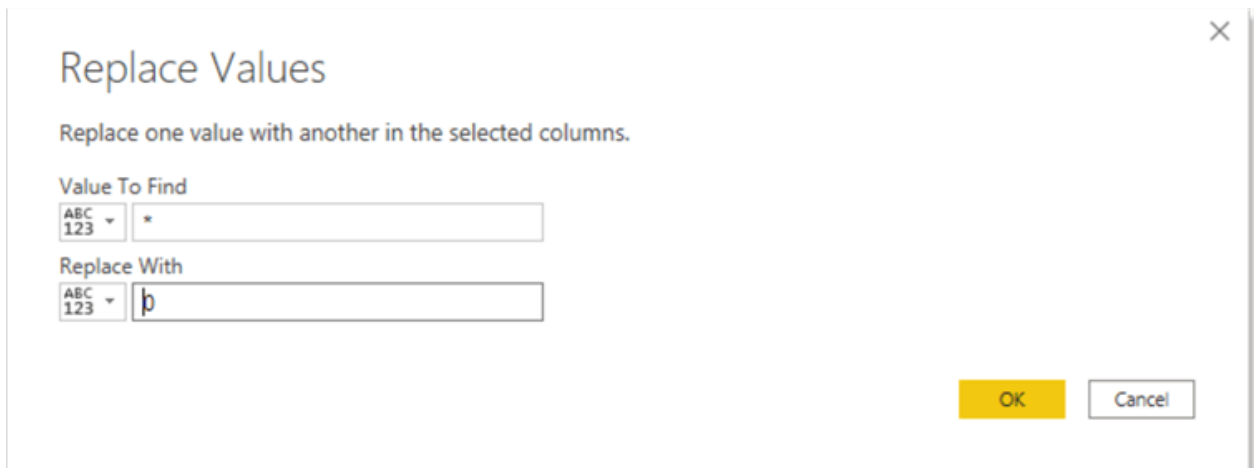 Replace Values
Replace one value with another in the selected columns.
Value To Find
ABC
123
*
Replace With
ABC
123
0
OK Cancel